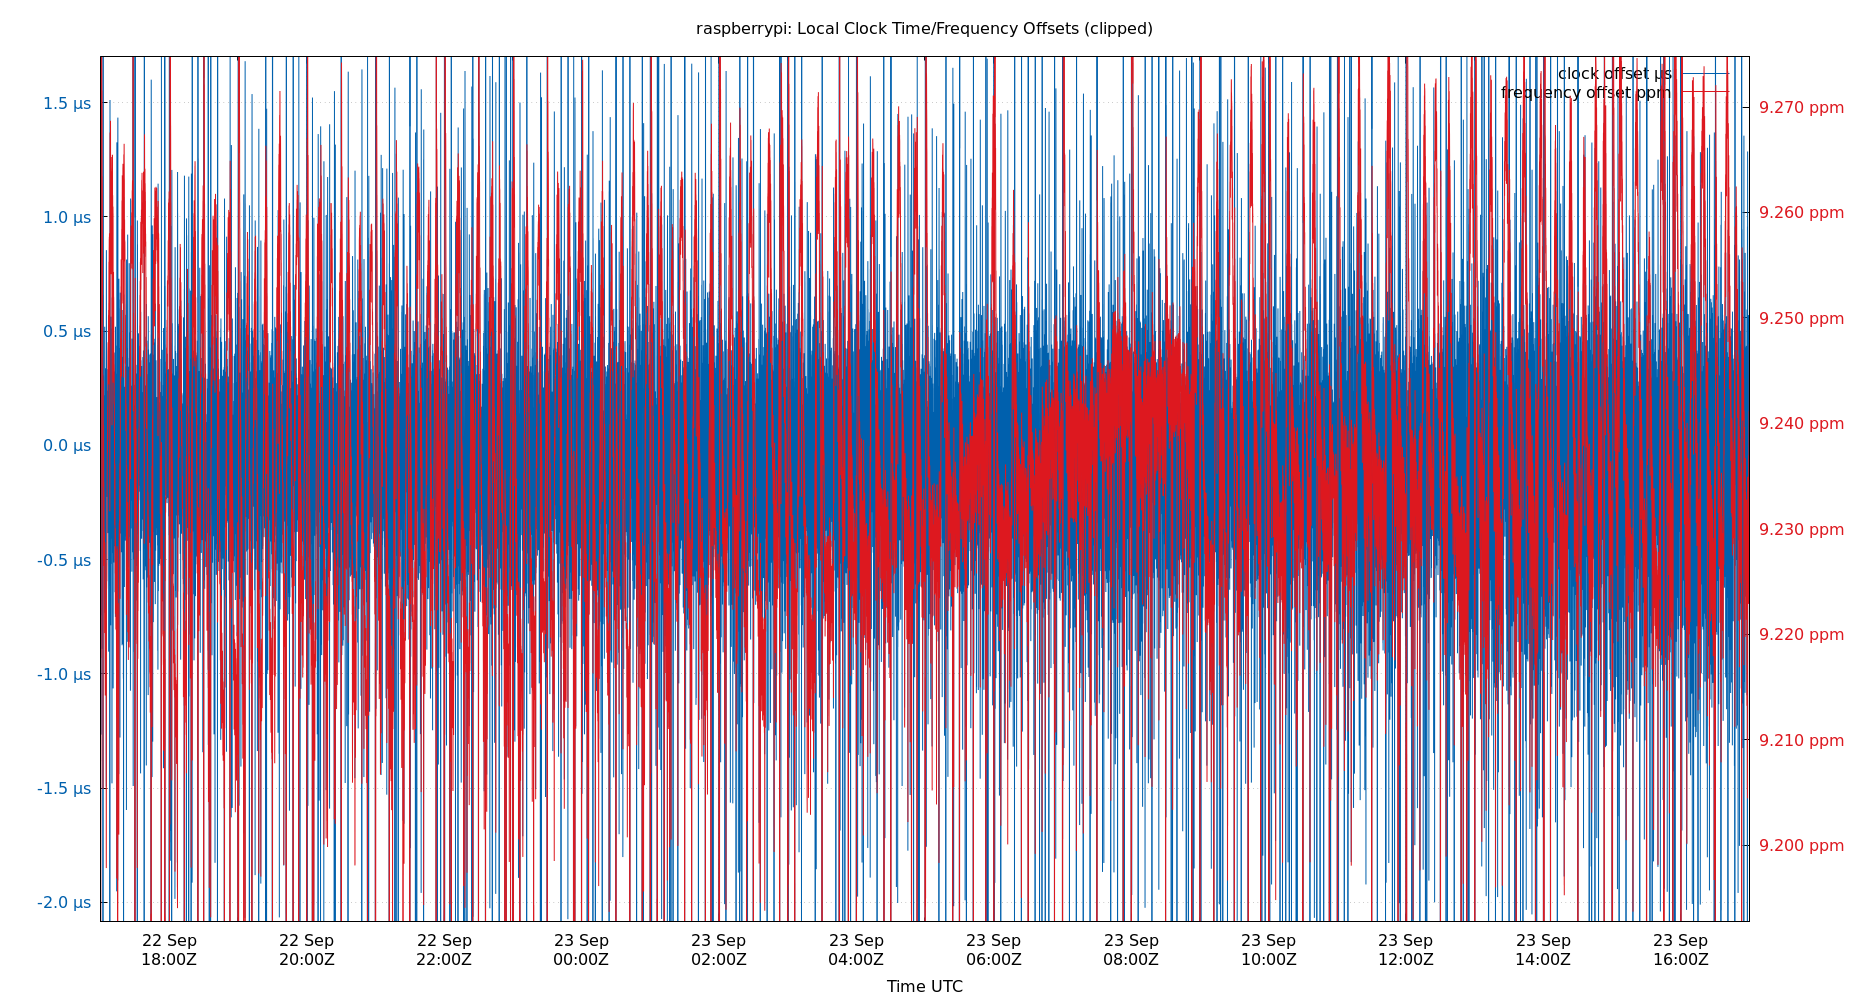 raspberrypi: Local Clock Time/Frequency Offsets (clipped)
clock offset µs
frequency offset ppm
1.5 µs
1.0 µs
0.5 µs
0.0 µs
-0.5 µs
-1.0 µs
-1.5 µs
-2.0 µs
9.270 ppm
9.260 ppm
9.250 ppm
9.240 ppm
9.230 ppm
9.220 ppm
9.210 ppm
9.200 ppm
22 Sep
18:00Z
22 Sep
20:00Z
22 Sep
22:00Z
23 Sep
00:00Z
23 Sep
02:00Z
23 Sep
04:00Z
23 Sep
06:00Z
23 Sep
08:00Z
23 Sep
10:00Z
23 Sep
12:00Z
23 Sep
14:00Z
23 Sep
16:00Z
Time UTC